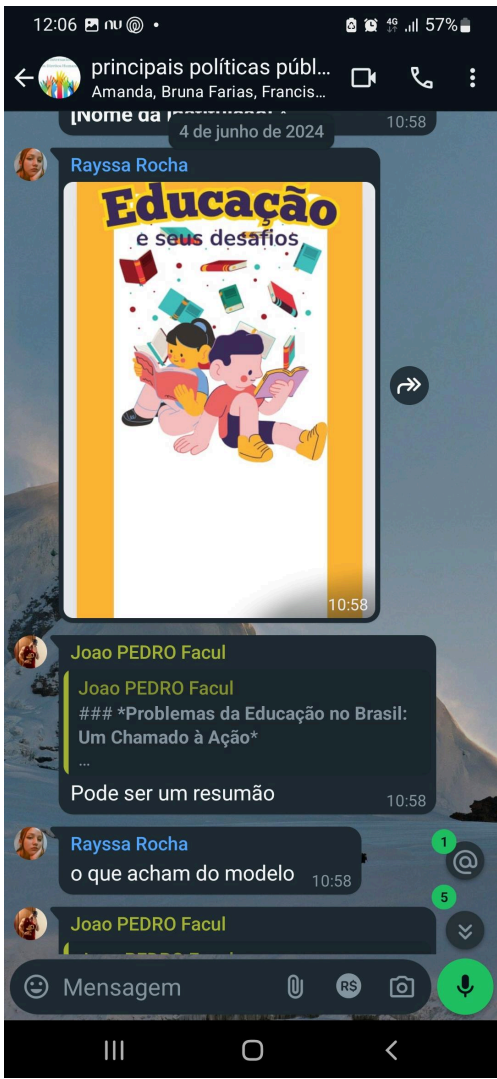 12:06
4G
57%
principais políticas públ...
Amanda, Bruna Farias, Francis...
10:58
4 de junho de 2024
Rayssa Rocha
Educação
e seus desafios
10:58
Joao PEDRO Facul
Joao PEDRO Facul
### *Problemas da Educação no Brasil:
Um Chamado à Ação*
...
Pode ser um resumão
10:58
Rayssa Rocha
1
@
o que acham do modelo
10:58
5
Joao PEDRO Facul
Mensagem
R$